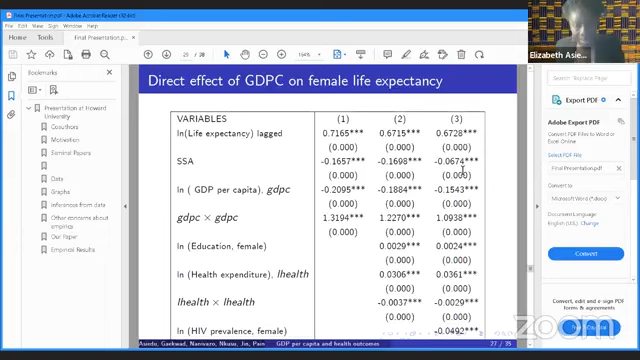 Final Presentation.pdf - Adobe Acrobat Reader (32-bit)
File Edit View Sign Window Help
Home Tools Final Presentation.p...
25 / 38
164%
Elizabeth Asie...
Bookmarks
Presentation at Howard University
Coauthors
Motivation
Seminal Papers
Data
Graphs
Inferences from data
Other concerns about empirics
Our Paper
Empirical Results
Direct effect of GDPC on female life expectancy
VARIABLES (1) (2) (3)
ln(Life expectancy) lagged 0.7165*** 0.6715*** 0.6728***
(0.000) (0.000) (0.000)
SSA -0.1657*** -0.1698*** -0.0674***
(0.000) (0.000) (0.000)
ln ( GDP per capita), gdpc -0.2095*** -0.1884*** -0.1543***
(0.000) (0.000) (0.000)
gdpc × gdpc 1.3194*** 1.2270*** 1.0938***
(0.000) (0.000) (0.000)
ln (Education, female) 0.0029*** 0.0024***
(0.000) (0.000)
ln (Health expenditure), lhealth 0.0306*** 0.0361***
(0.000) (0.000)
lhealth × lhealth -0.0037*** -0.0029***
(0.000) (0.000)
ln (HIV prevalence, female) -0.0492***
Asiedu, Gaekwad, Nanivazo, Nkusu, Jin, Pain GDP per capita and health outcomes 27 / 35
Export PDF
Adobe Export PDF
Convert PDF Files to Word or Excel Online
Select PDF File
Final Presentation.pdf
Convert to
Microsoft Word (*.docx)
Document Language:
English (U.S.) Change
Convert
Convert, edit and e-sign PDF forms & agreements
zoom